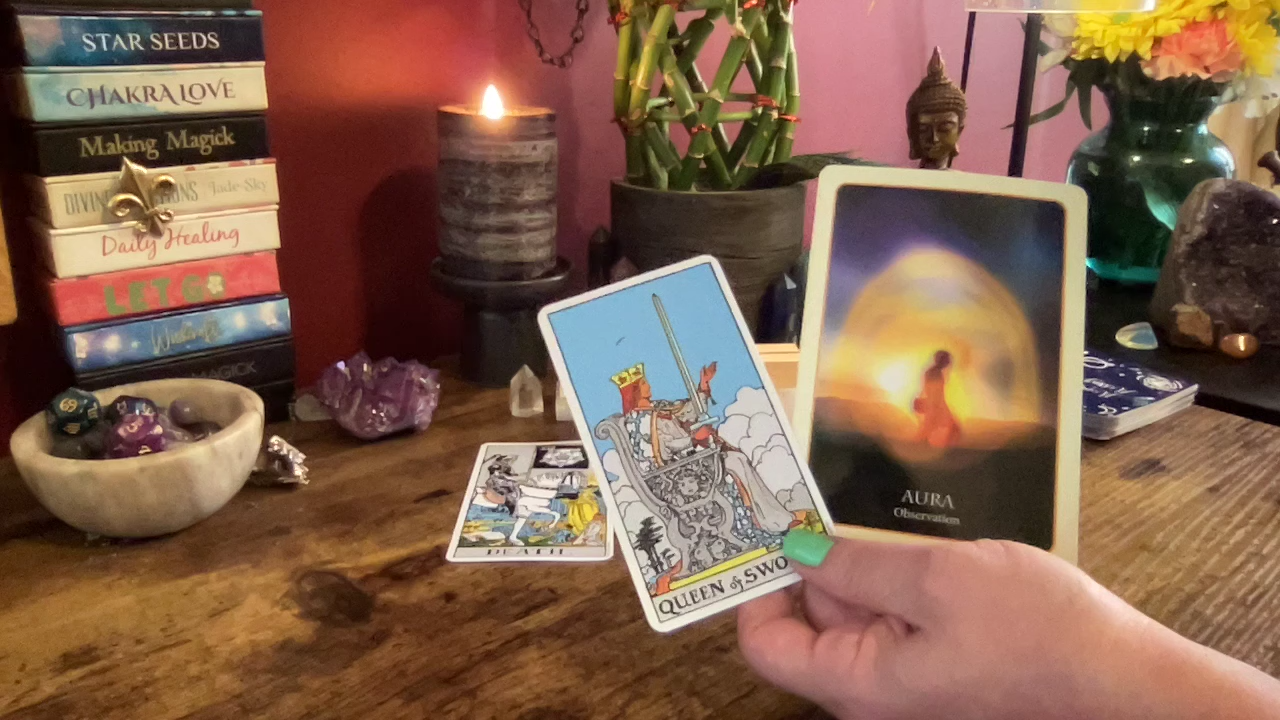 STAR SEEDS
CHAKRA LOVE
Making Magick
Jade-Sky
Daily Healing
LET GO
Witchcraft
MAGICK
DEATH
QUEEN of SWO
AURA
Observation